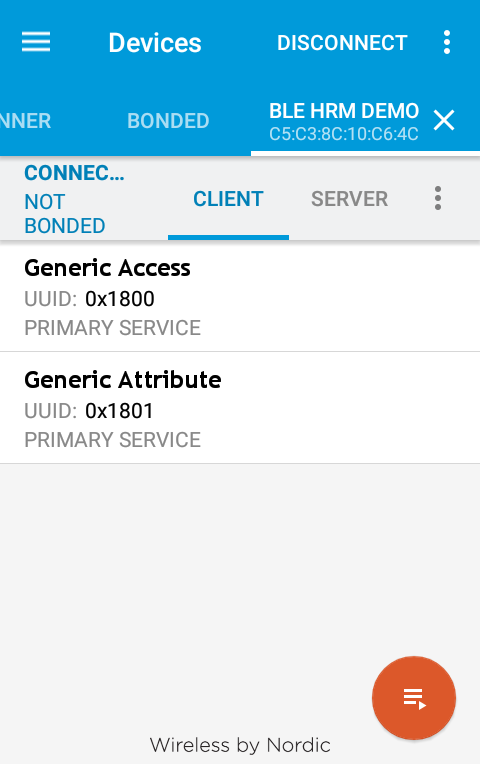 Devices
DISCONNECT
NNER
BONDED
BLE HRM DEMO
C5:C3:8C:10:C6:4C
CONNEC...
NOT
BONDED
CLIENT
SERVER
Generic Access
UUID: 0x1800
PRIMARY SERVICE
Generic Attribute
UUID: 0x1801
PRIMARY SERVICE
Wireless by Nordic